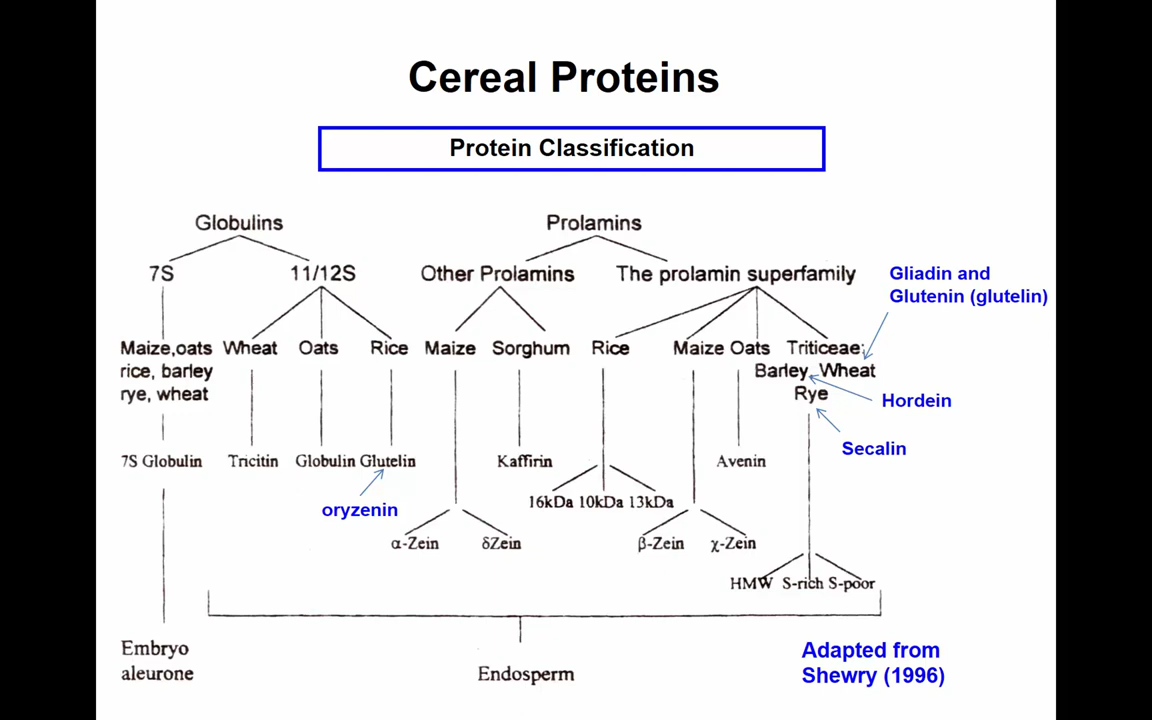 Cereal Proteins
Protein Classification
Globulins
Prolamins
7S
11/12S
Other Prolamins
The prolamin superfamily
Gliadin and
Glutenin (glutelin)
Maize,oats
rice, barley
rye, wheat
Wheat
Oats
Rice
Maize
Sorghum
Rice
Maize
Oats
Triticeae:
Barley, Wheat
Rye
Hordein
Secalin
7S Globulin
Tricitin
Globulin
Glutelin
Kaffirin
Avenin
oryzenin
16kDa
10kDa
13kDa
α-Zein
δZein
β-Zein
χ-Zein
HMW
S-rich
S-poor
Embryo
aleurone
Endosperm
Adapted from
Shewry (1996)